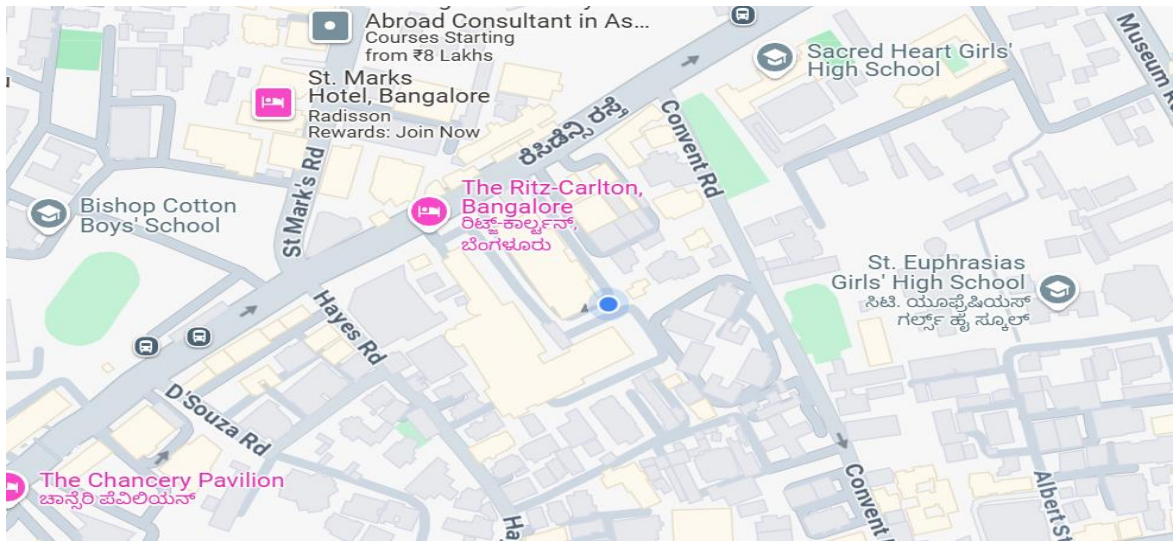 Abroad Consultant in As...
Courses Starting
from ₹8 Lakhs
St. Marks
Hotel, Bangalore
Radisson
Rewards: Join Now
Sacred Heart Girls'
High School
Museum
ರೆಸಿಡೆನ್ಸಿ ರಸ್ತೆ
Convent Rd
Bishop Cotton
Boys' School
St Mark's Rd
The Ritz-Carlton,
Bangalore
ರಿಟ್ಜ್-ಕಾರ್ಲ್ಟನ್,
ಬೆಂಗಳೂರು
St. Euphrasias
Girls' High School
ಸಿಟಿ. ಯೂಫ್ರೆಷಿಯಸ್
ಗರ್ಲ್ಸ್ ಹೈ ಸ್ಕೂಲ್
Hayes Rd
D'Souza Rd
The Chancery Pavilion
ಚಾನ್ಸೆರಿ ಪೆವಿಲಿಯನ್
Convent
Albert St
Ha